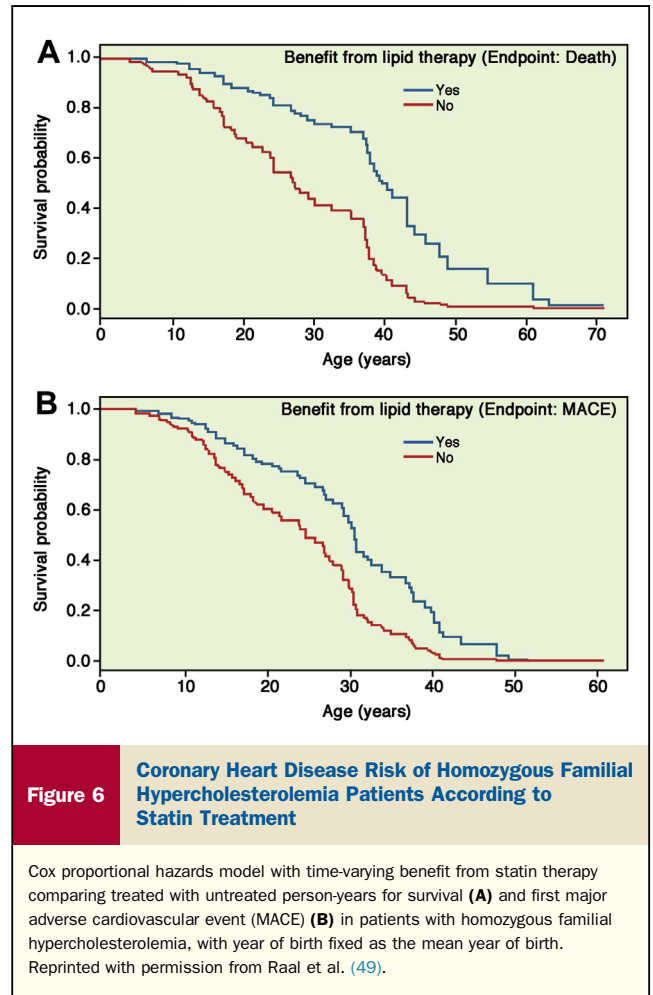 A
Benefit from lipid therapy (Endpoint: Death)
Yes
No
Survival probability
1.0
0.8
0.6
0.4
0.2
0.0
0 10 20 30 40 50 60 70
Age (years)
B
Benefit from lipid therapy (Endpoint: MACE)
Yes
No
Survival probability
1.0
0.8
0.6
0.4
0.2
0.0
0 10 20 30 40 50 60
Age (years)
Figure 6
Coronary Heart Disease Risk of Homozygous Familial
Hypercholesterolemia Patients According to
Statin Treatment
Cox proportional hazards model with time-varying benefit from statin therapy
comparing treated with untreated person-years for survival (A) and first major
adverse cardiovascular event (MACE) (B) in patients with homozygous familial
hypercholesterolemia, with year of birth fixed as the mean year of birth.
Reprinted with permission from Raal et al. (49).